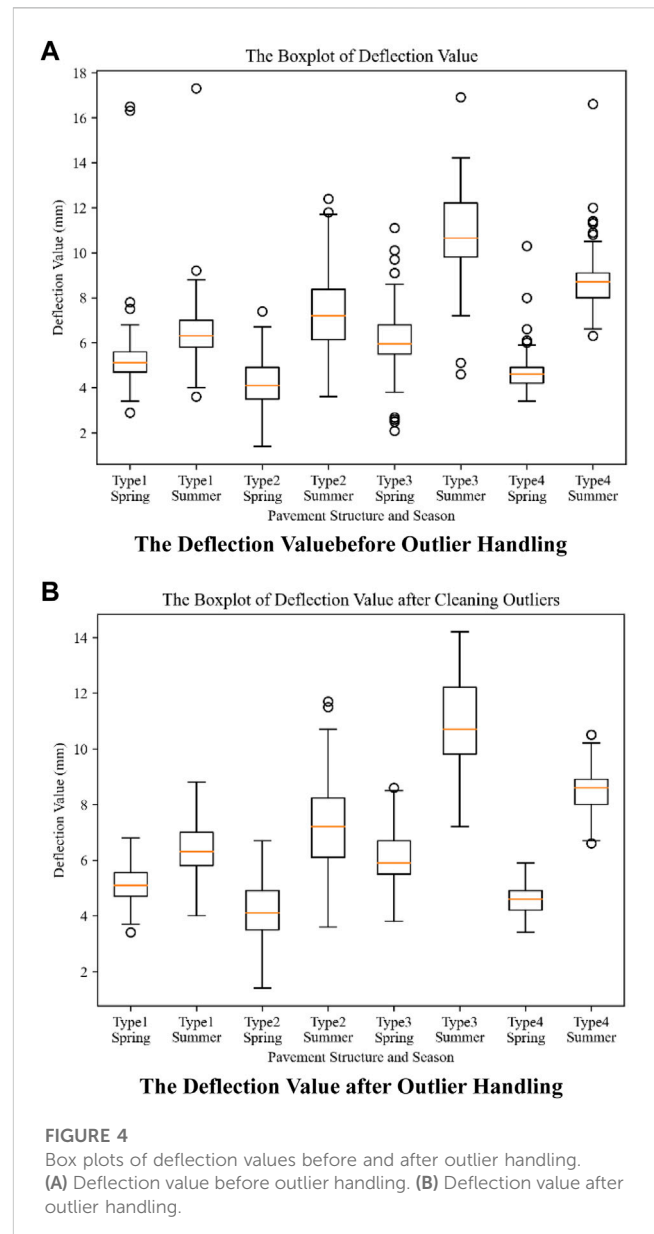 A
The Boxplot of Deflection Value
18
16
14
12
10
8
6
4
2
Deflection Value (mm)
Type1 Type1 Type2 Type2 Type3 Type3 Type4 Type4
Spring Summer Spring Summer Spring Summer Spring Summer
Pavement Structure and Season
The Deflection Valuebefore Outlier Handling
B
The Boxplot of Deflection Value after Cleaning Outliers
14
12
10
8
6
4
2
Deflection Value (mm)
Type1 Type1 Type2 Type2 Type3 Type3 Type4 Type4
Spring Summer Spring Summer Spring Summer Spring Summer
Pavement Structure and Season
The Deflection Value after Outlier Handling
FIGURE 4
Box plots of deflection values before and after outlier handling.
(A) Deflection value before outlier handling. (B) Deflection value after
outlier handling.